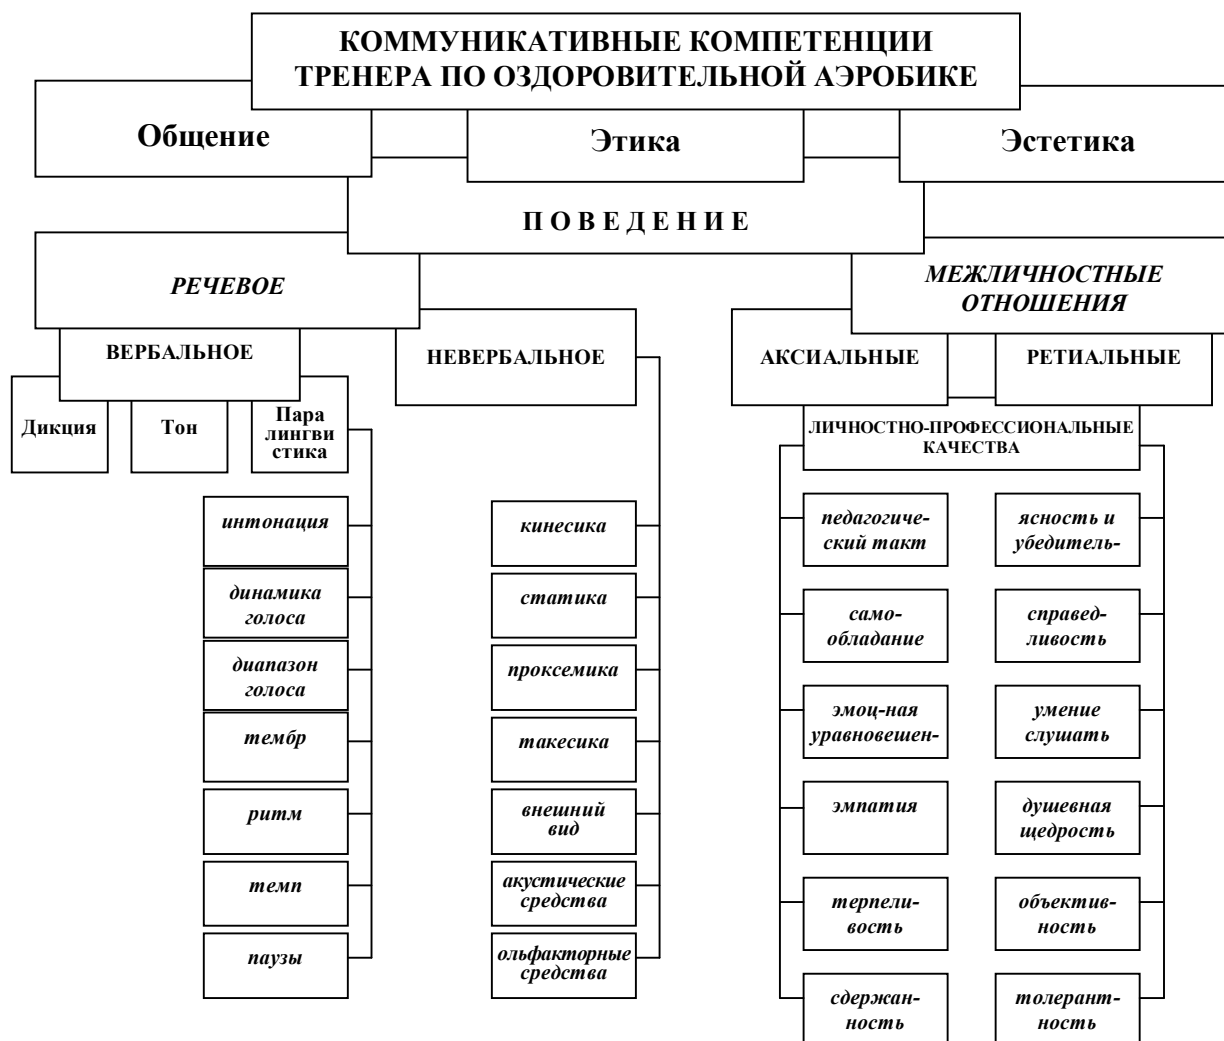 КОММУНИКАТИВНЫЕ КОМПЕТЕНЦИИ
ТРЕНЕРА ПО ОЗДОРОВИТЕЛЬНОЙ АЭРОБИКЕ
Общение
Этика
Эстетика
П О В Е Д Е Н И Е
РЕЧЕВОЕ
МЕЖЛИЧНОСТНЫЕ
ОТНОШЕНИЯ
ВЕРБАЛЬНОЕ
НЕВЕРБАЛЬНОЕ
АКСИАЛЬНЫЕ
РЕТИАЛЬНЫЕ
Дикция
Тон
Пара
лингви
стика
ЛИЧНОСТНО-ПРОФЕССИОНАЛЬНЫЕ
КАЧЕСТВА
интонация
динамика
голоса
диапазон
голоса
тембр
ритм
темп
паузы
кинесика
статика
проксемика
такесика
внешний
вид
акустические
средства
ольфакторные
средства
педагогиче-
ский такт
само-
обладание
эмоц-ная
уравновешен-
эмпатия
терпели-
вость
сдержан-
ность
ясность и
убедитель-
справед-
ливость
умение
слушать
душевная
щедрость
объектив-
ность
толерант-
ность